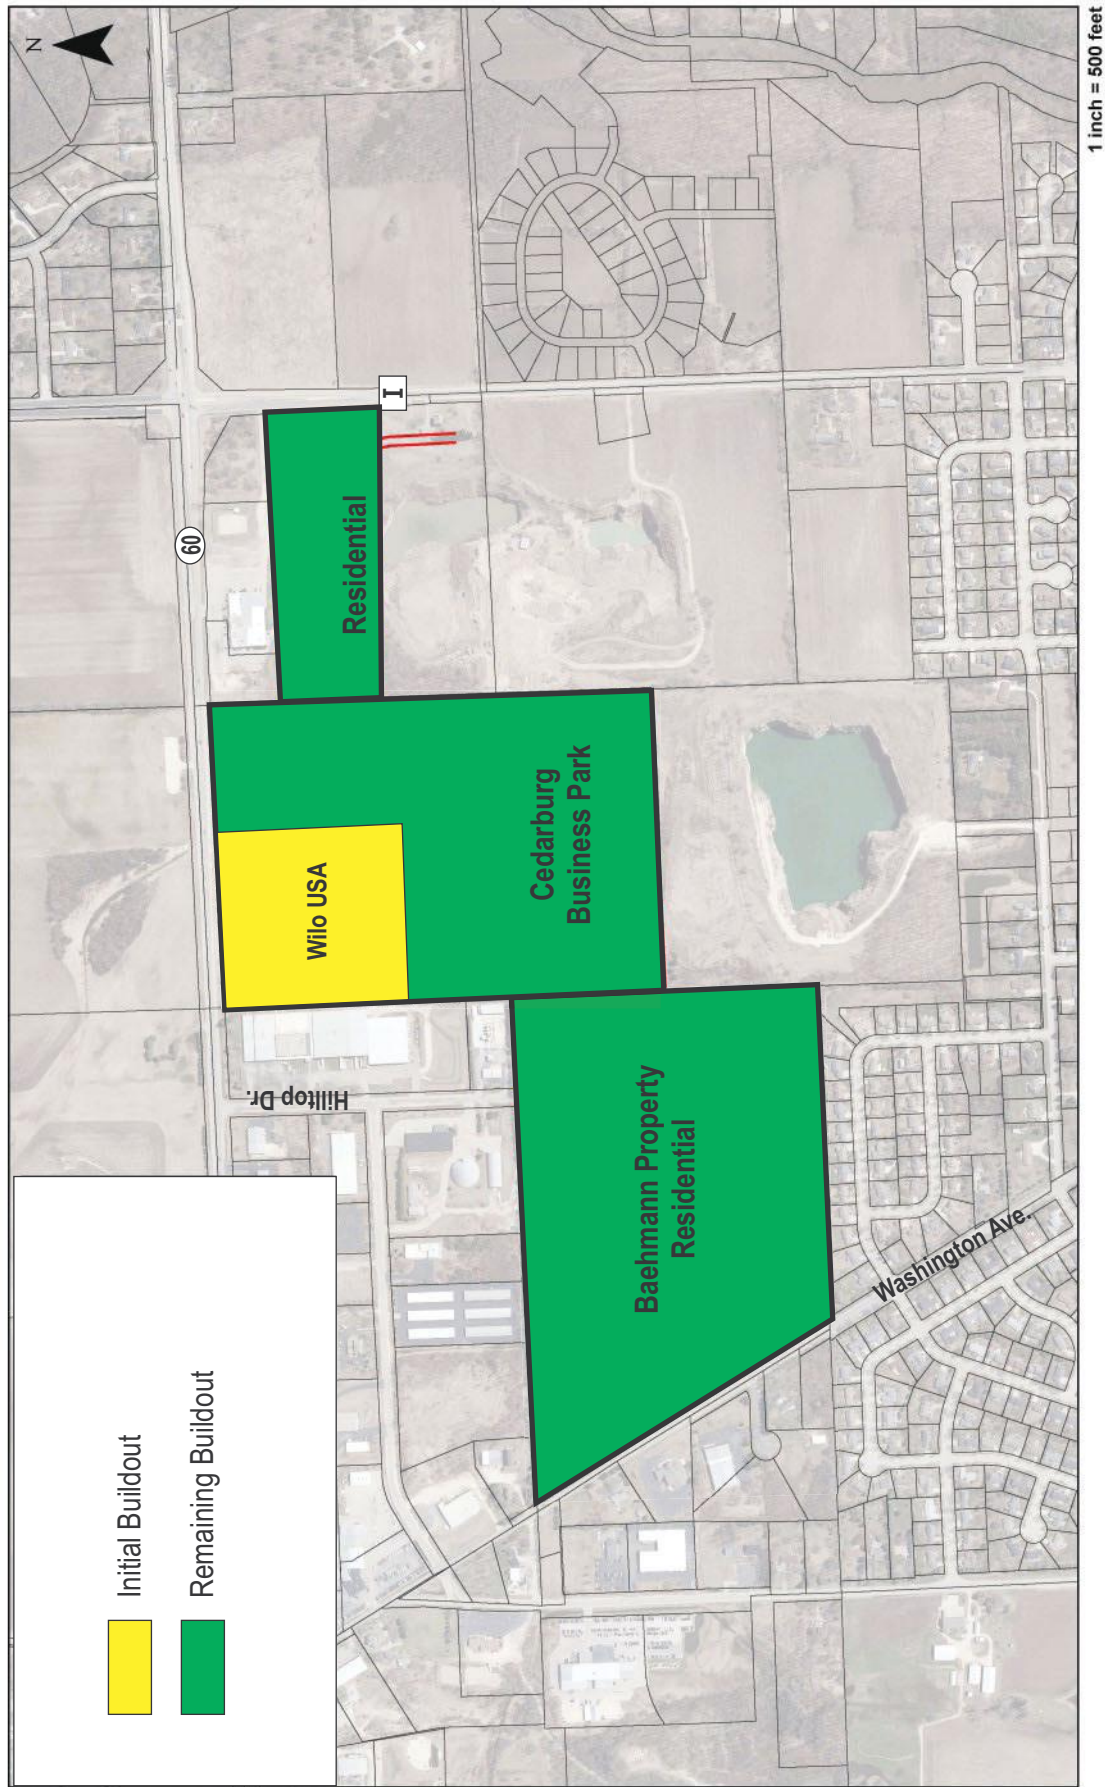 N
Initial Buildout
Remaining Buildout
60
Hilltop Dr.
Wilo USA
Residential
I
Cedarburg
Business Park
Baehmann Property
Residential
Washington Ave.
1 inch = 500 feet